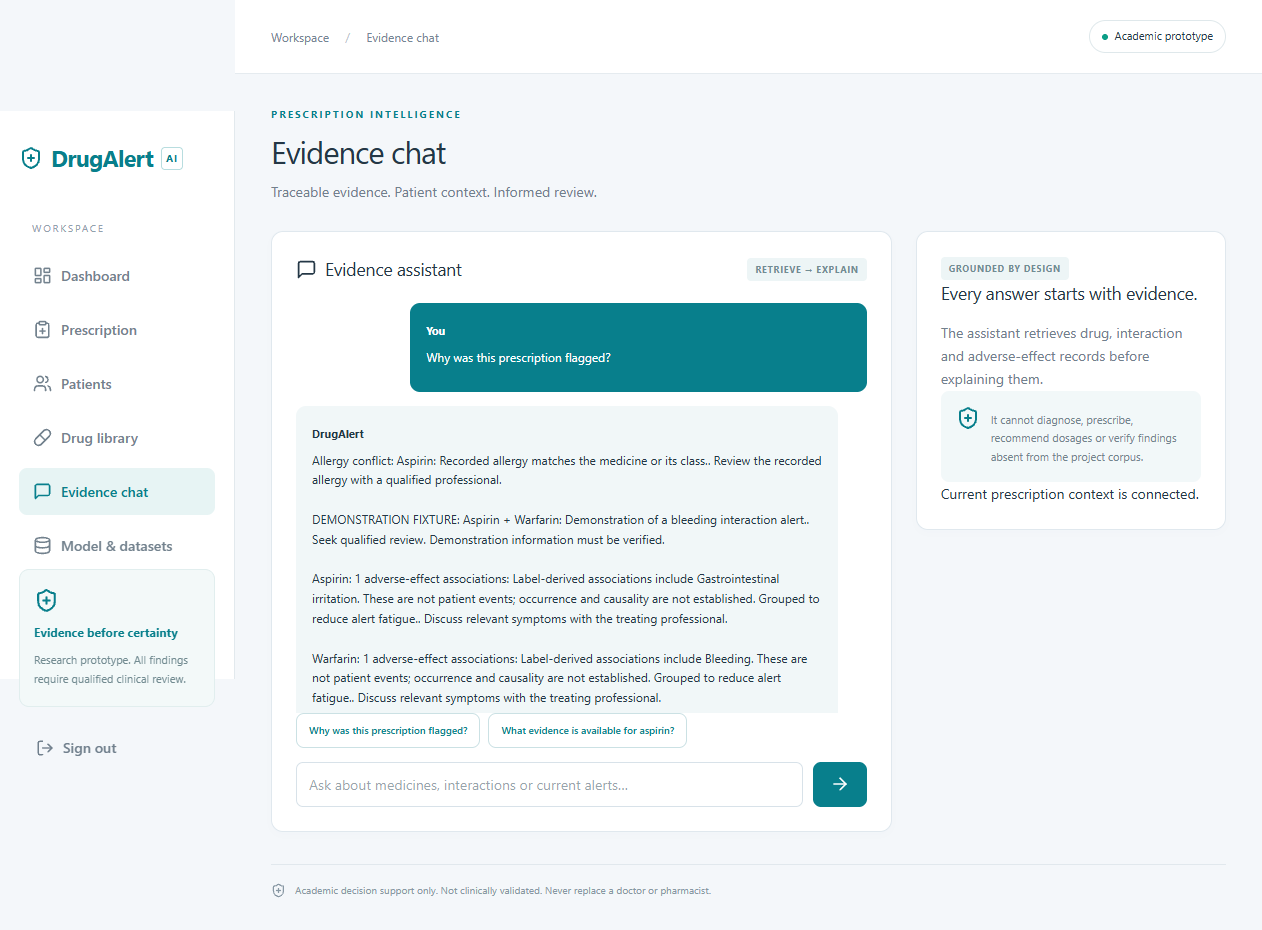 Workspace / Evidence chat
Academic prototype
DrugAlert AI
WORKSPACE
Dashboard
Prescription
Patients
Drug library
Evidence chat
Model & datasets
Evidence before certainty
Research prototype. All findings
require qualified clinical review.
Sign out
PRESCRIPTION INTELLIGENCE
Evidence chat
Traceable evidence. Patient context. Informed review.
Evidence assistant
RETRIEVE → EXPLAIN
You
Why was this prescription flagged?
DrugAlert
Allergy conflict: Aspirin: Recorded allergy matches the medicine or its class.. Review the recorded
allergy with a qualified professional.
DEMONSTRATION FIXTURE: Aspirin + Warfarin: Demonstration of a bleeding interaction alert..
Seek qualified review. Demonstration information must be verified.
Aspirin: 1 adverse-effect associations: Label-derived associations include Gastrointestinal
irritation. These are not patient events; occurrence and causality are not established. Grouped to
reduce alert fatigue.. Discuss relevant symptoms with the treating professional.
Warfarin: 1 adverse-effect associations: Label-derived associations include Bleeding. These are
not patient events; occurrence and causality are not established. Grouped to reduce alert
fatigue.. Discuss relevant symptoms with the treating professional.
Why was this prescription flagged?
What evidence is available for aspirin?
Ask about medicines, interactions or current alerts...
GROUNDED BY DESIGN
Every answer starts with evidence.
The assistant retrieves drug, interaction
and adverse-effect records before
explaining them.
It cannot diagnose, prescribe,
recommend dosages or verify findings
absent from the project corpus.
Current prescription context is connected.
Academic decision support only. Not clinically validated. Never replace a doctor or pharmacist.